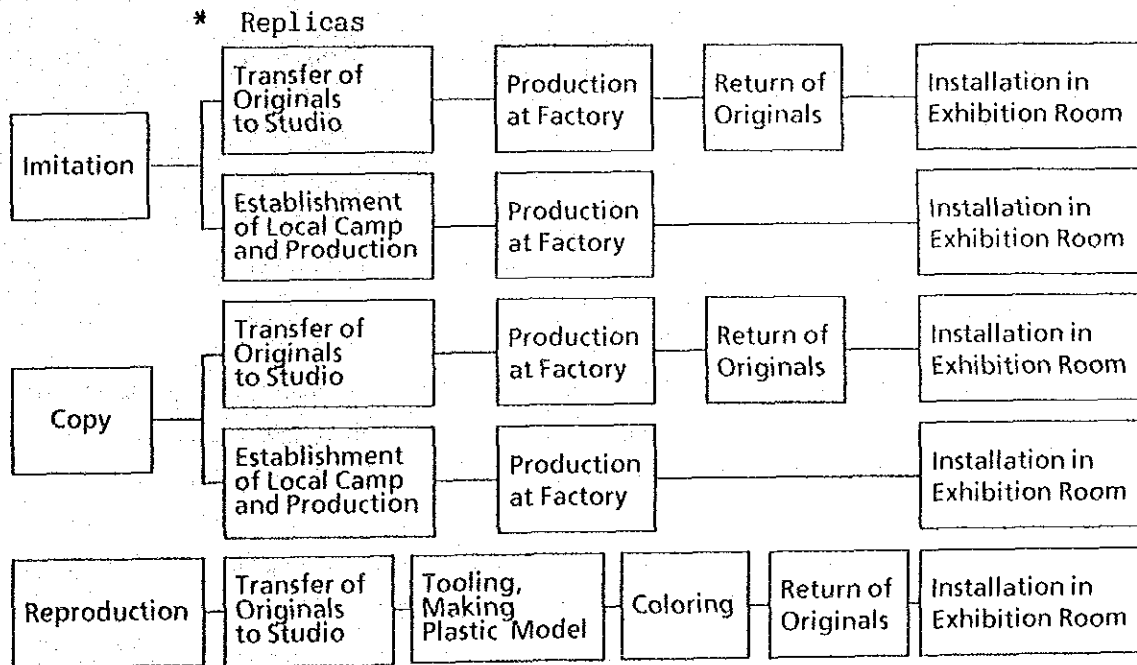 * Replicas
Imitation
Transfer of
Originals
to Studio
Production
at Factory
Return of
Originals
Installation in
Exhibition Room
Establishment
of Local Camp
and Production
Production
at Factory
Installation in
Exhibition Room
Copy
Transfer of
Originals
to Studio
Production
at Factory
Return of
Originals
Installation in
Exhibition Room
Establishment
of Local Camp
and Production
Production
at Factory
Installation in
Exhibition Room
Reproduction
Transfer of
Originals
to Studio
Tooling,
Making
Plastic Model
Coloring
Return of
Originals
Installation in
Exhibition Room